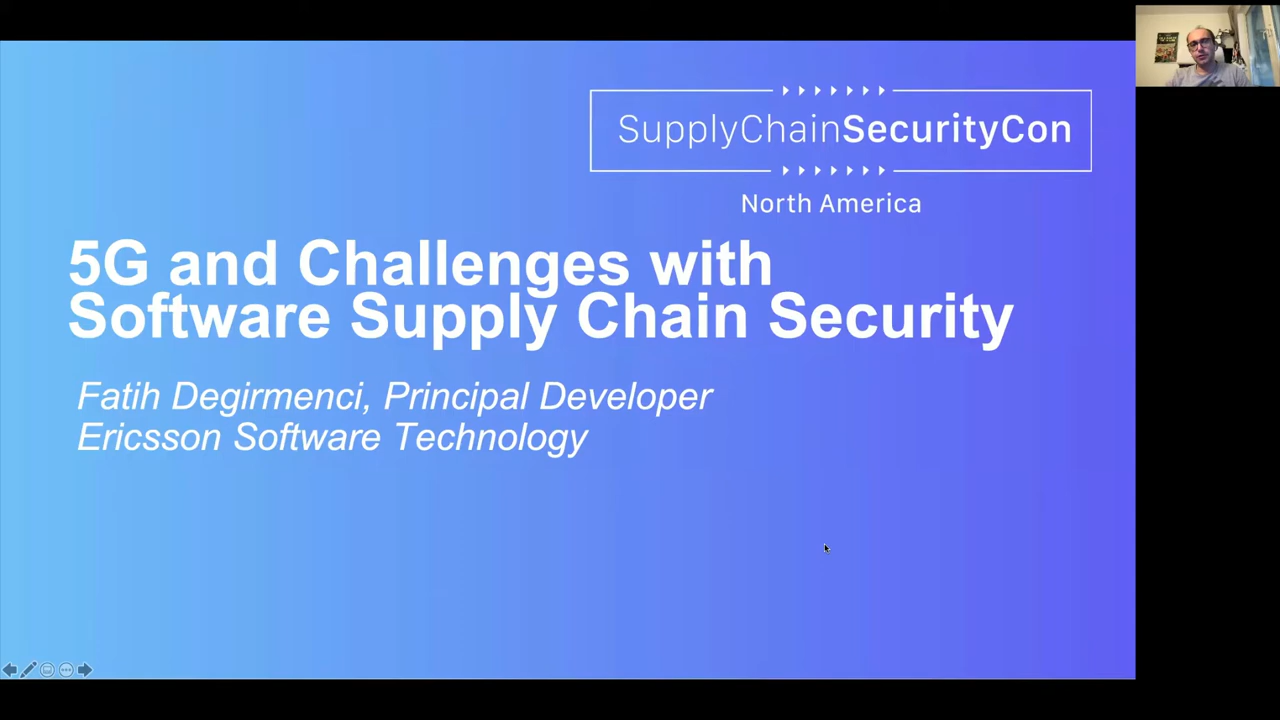 SupplyChainSecurityCon
North America
5G and Challenges with
Software Supply Chain Security
Fatih Degirmenci, Principal Developer
Ericsson Software Technology